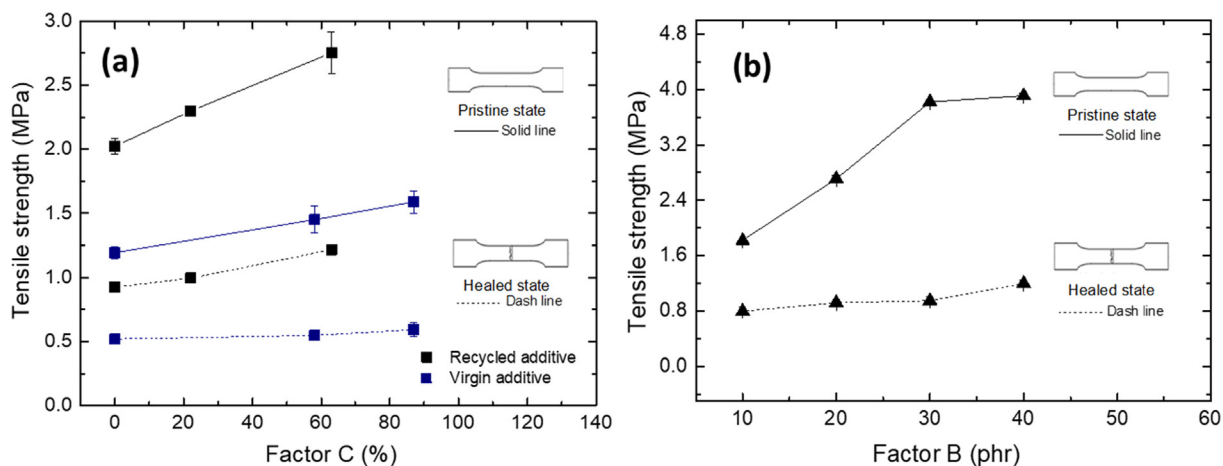 (a)
Tensile strength (MPa)
3.0
2.5
2.0
1.5
1.0
0.5
0.0
Pristine state
Solid line
Healed state
Dash line
Recycled additive
Virgin additive
0 20 40 60 80 100 120 140
Factor C (%)
(b)
Tensile strength (MPa)
4.8
4.0
3.2
2.4
1.6
0.8
0.0
Pristine state
Solid line
Healed state
Dash line
10 20 30 40 50 60
Factor B (phr)